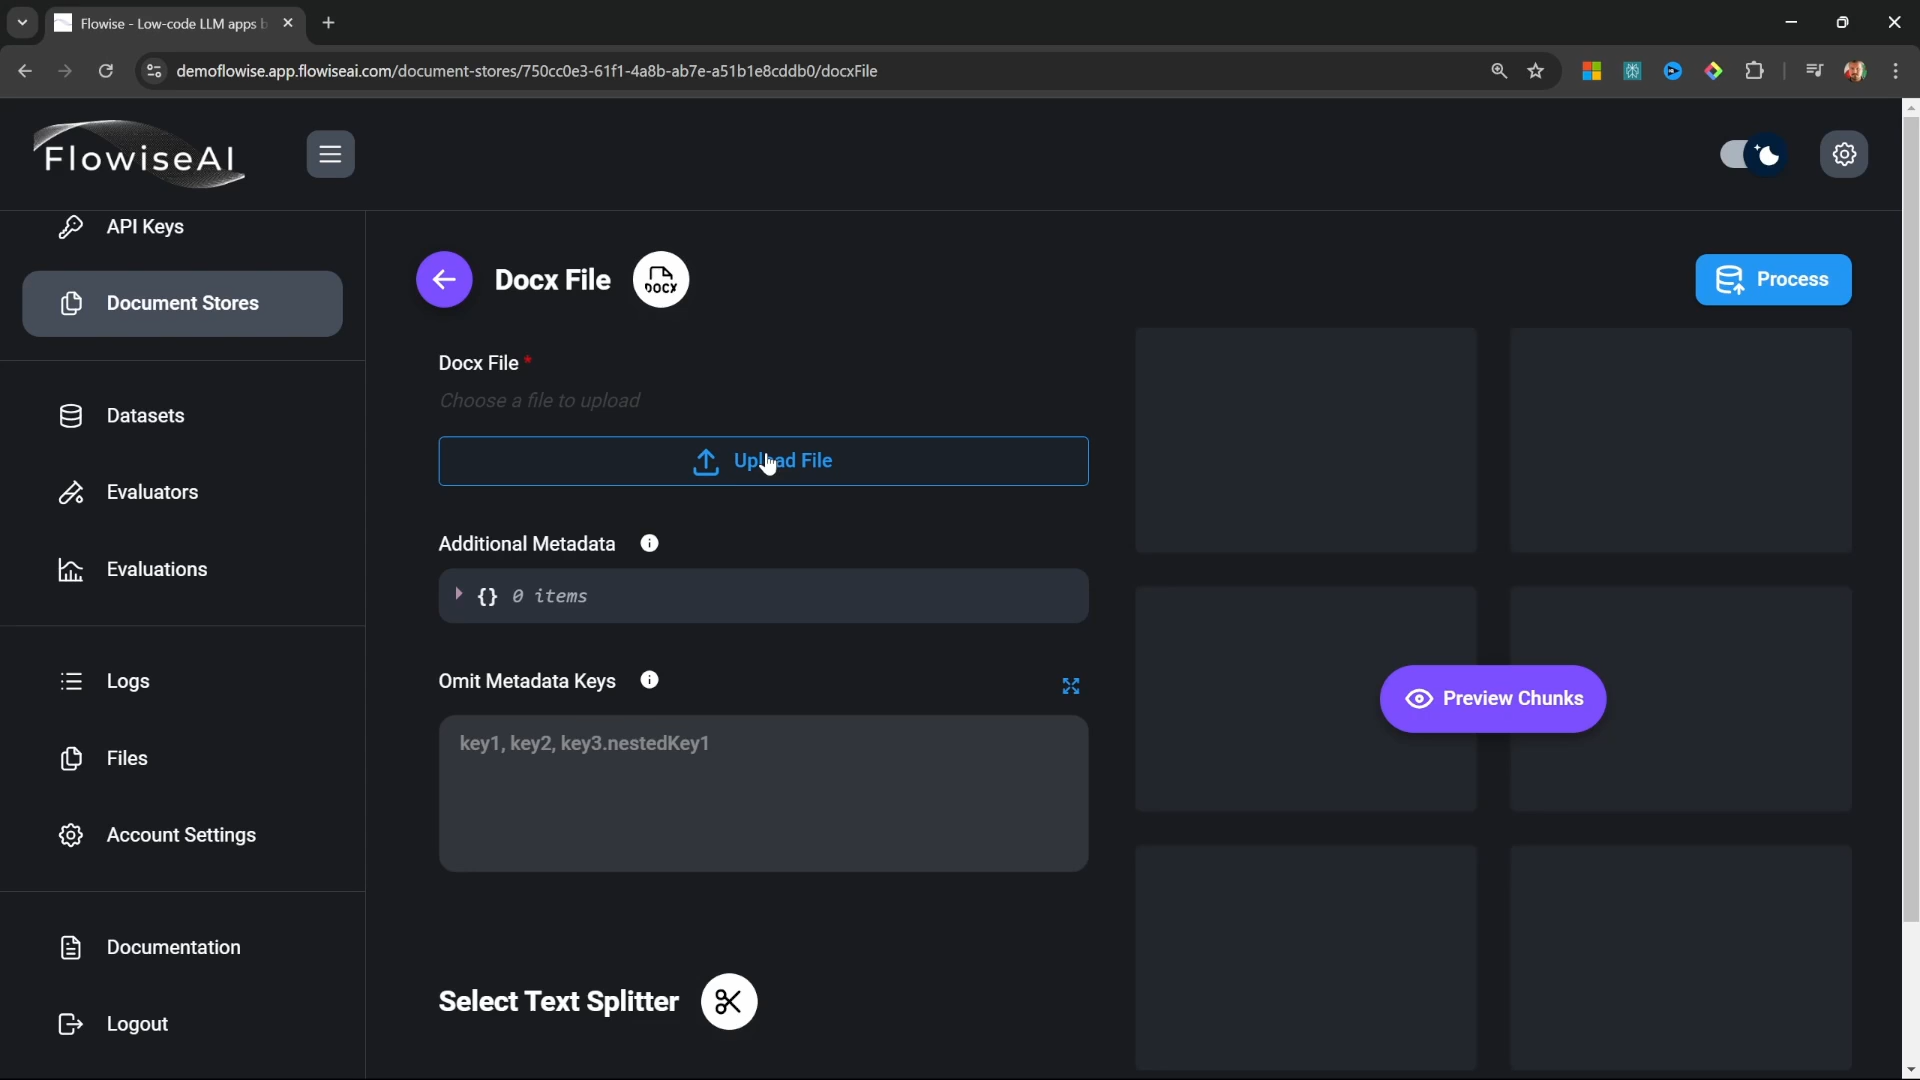 Flowise - Low-code LLM apps b
demoflowise.app.flowiseai.com/document-stores/750cc0e3-61f1-4a8b-ab7e-a51b1e8cddb0/docxFile
FlowiseAI
API Keys
Document Stores
Datasets
Evaluators
Evaluations
Logs
Files
Account Settings
Documentation
Logout
Docx File
DOCX
Process
Docx File *
Choose a file to upload
Upload File
Additional Metadata
{} 0 items
Omit Metadata Keys
key1, key2, key3.nestedKey1
Preview Chunks
Select Text Splitter